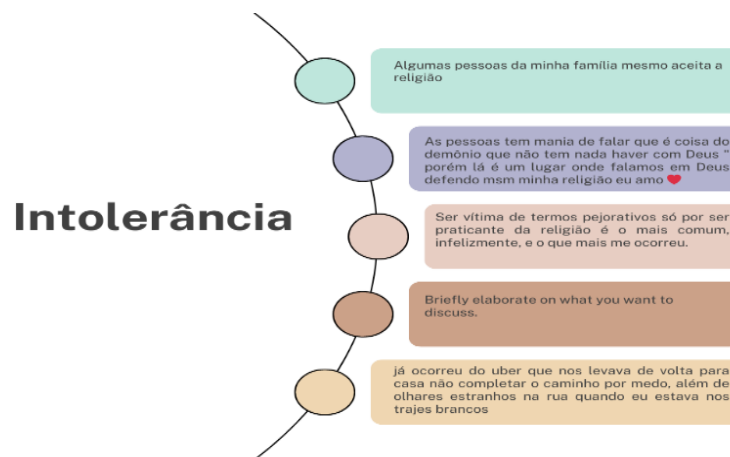 Intolerância
Algumas pessoas da minha família mesmo aceita a
religião
As pessoas tem mania de falar que é coisa do
demônio que não tem nada haver com Deus "
porém lá é um lugar onde falamos em Deus
defendo msm minha religião eu amo ❤️
Ser vítima de termos pejorativos só por ser
praticante da religião é o mais comum,
infelizmente, e o que mais me ocorreu.
Briefly elaborate on what you want to
discuss.
já ocorreu do uber que nos levava de volta para
casa não completar o caminho por medo, além de
olhares estranhos na rua quando eu estava nos
trajes brancos